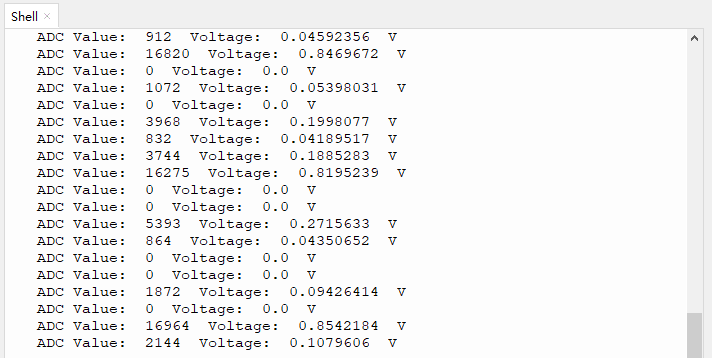 Shell ×
ADC Value:  912  Voltage:  0.04592356  V
ADC Value:  16820  Voltage:  0.8469672  V
ADC Value:  0  Voltage:  0.0  V
ADC Value:  1072  Voltage:  0.05398031  V
ADC Value:  0  Voltage:  0.0  V
ADC Value:  3968  Voltage:  0.1998077  V
ADC Value:  832  Voltage:  0.04189517  V
ADC Value:  3744  Voltage:  0.1885283  V
ADC Value:  16275  Voltage:  0.8195239  V
ADC Value:  0  Voltage:  0.0  V
ADC Value:  0  Voltage:  0.0  V
ADC Value:  5393  Voltage:  0.2715633  V
ADC Value:  864  Voltage:  0.04350652  V
ADC Value:  0  Voltage:  0.0  V
ADC Value:  0  Voltage:  0.0  V
ADC Value:  1872  Voltage:  0.09426414  V
ADC Value:  0  Voltage:  0.0  V
ADC Value:  16964  Voltage:  0.8542184  V
ADC Value:  2144  Voltage:  0.1079606  V